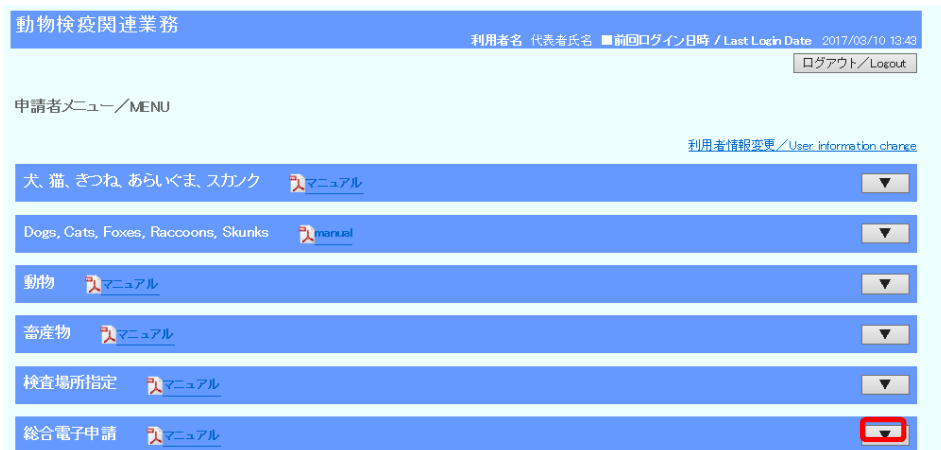 動物検疫関連業務
利用者名 代表者氏名 ■前回ログイン日時 / Last Login Date 2017/03/10 13:43
ログアウト／Logout
申請者メニュー／MENU
利用者情報変更／User information change
犬、猫、きつね、あらいぐま、スカンク マニュアル ▼
Dogs, Cats, Foxes, Raccoons, Skunks manual ▼
動物 マニュアル ▼
畜産物 マニュアル ▼
検査場所指定 マニュアル ▼
総合電子申請 マニュアル ▼